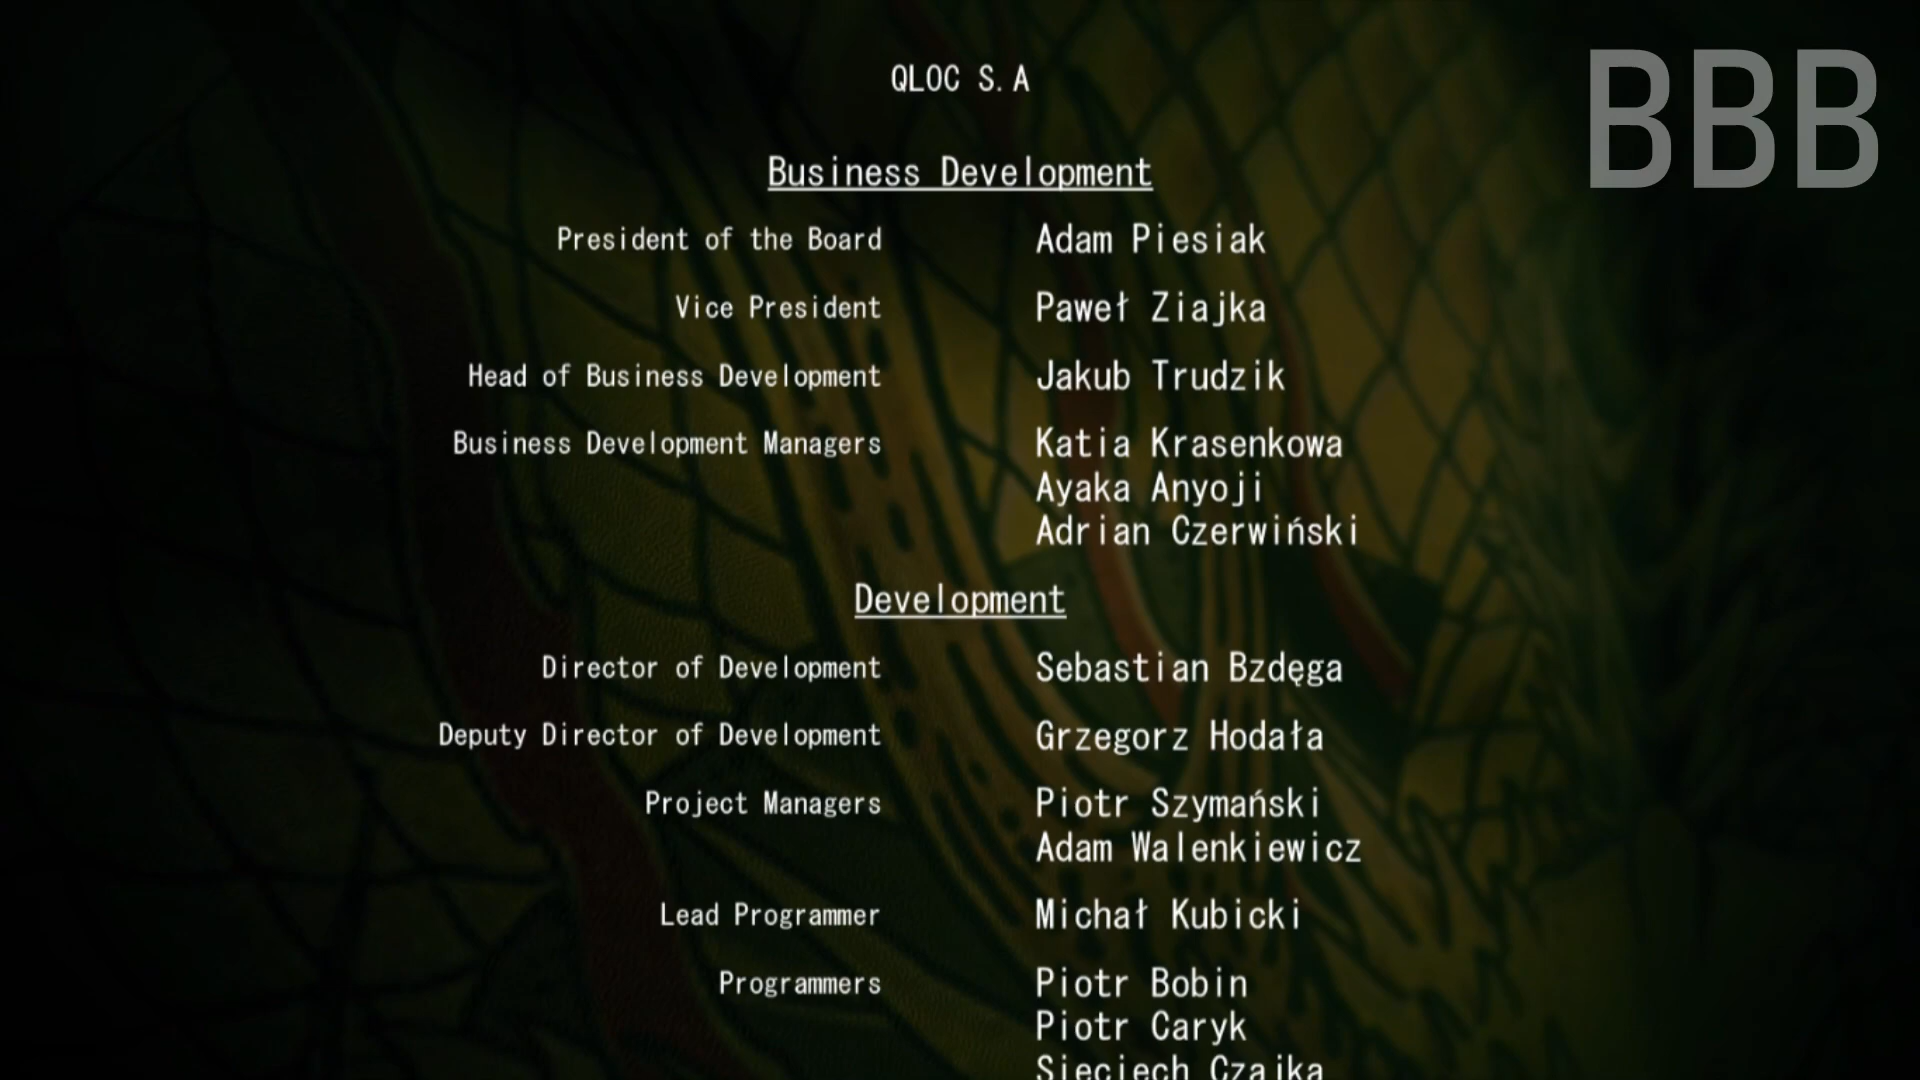 QLOC S.A
BBB
Business Development
President of the Board Adam Piesiak
Vice President Paweł Ziajka
Head of Business Development Jakub Trudzik
Business Development Managers Katia Krasenkowa
Ayaka Anyoji
Adrian Czerwiński
Development
Director of Development Sebastian Bzdęga
Deputy Director of Development Grzegorz Hodała
Project Managers Piotr Szymański
Adam Walenkiewicz
Lead Programmer Michał Kubicki
Programmers Piotr Bobin
Piotr Caryk
Sieciech Czajka